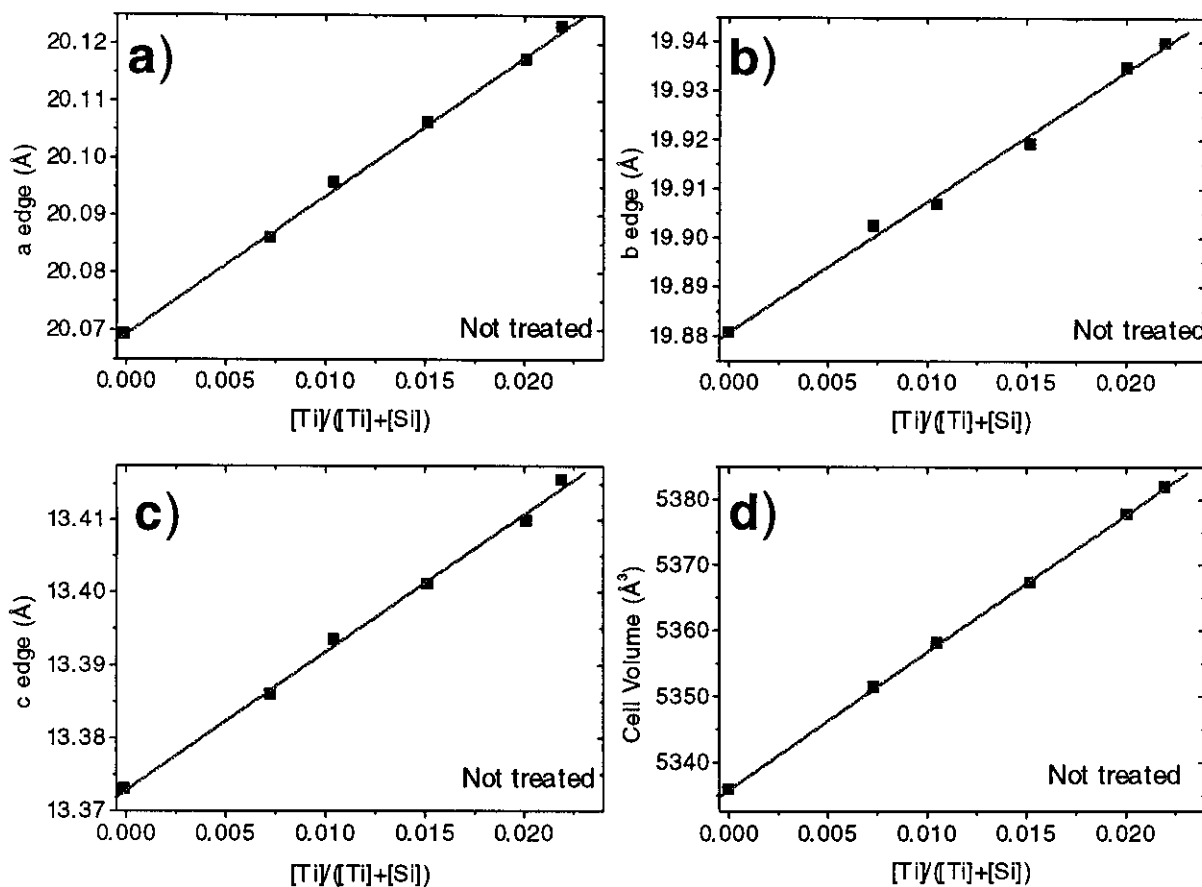 a)
20.12
20.11
20.10
20.09
20.08
20.07
a edge (Å)
Not treated
0.000 0.005 0.010 0.015 0.020
[Ti]/([Ti]+[Si])
b)
19.94
19.93
19.92
19.91
19.90
19.89
19.88
b edge (Å)
Not treated
0.000 0.005 0.010 0.015 0.020
[Ti]/([Ti]+[Si])
c)
13.41
13.40
13.39
13.38
13.37
c edge (Å)
Not treated
0.000 0.005 0.010 0.015 0.020
[Ti]/([Ti]+[Si])
d)
5380
5370
5360
5350
5340
Cell Volume (Å³)
Not treated
0.000 0.005 0.010 0.015 0.020
[Ti]/([Ti]+[Si])